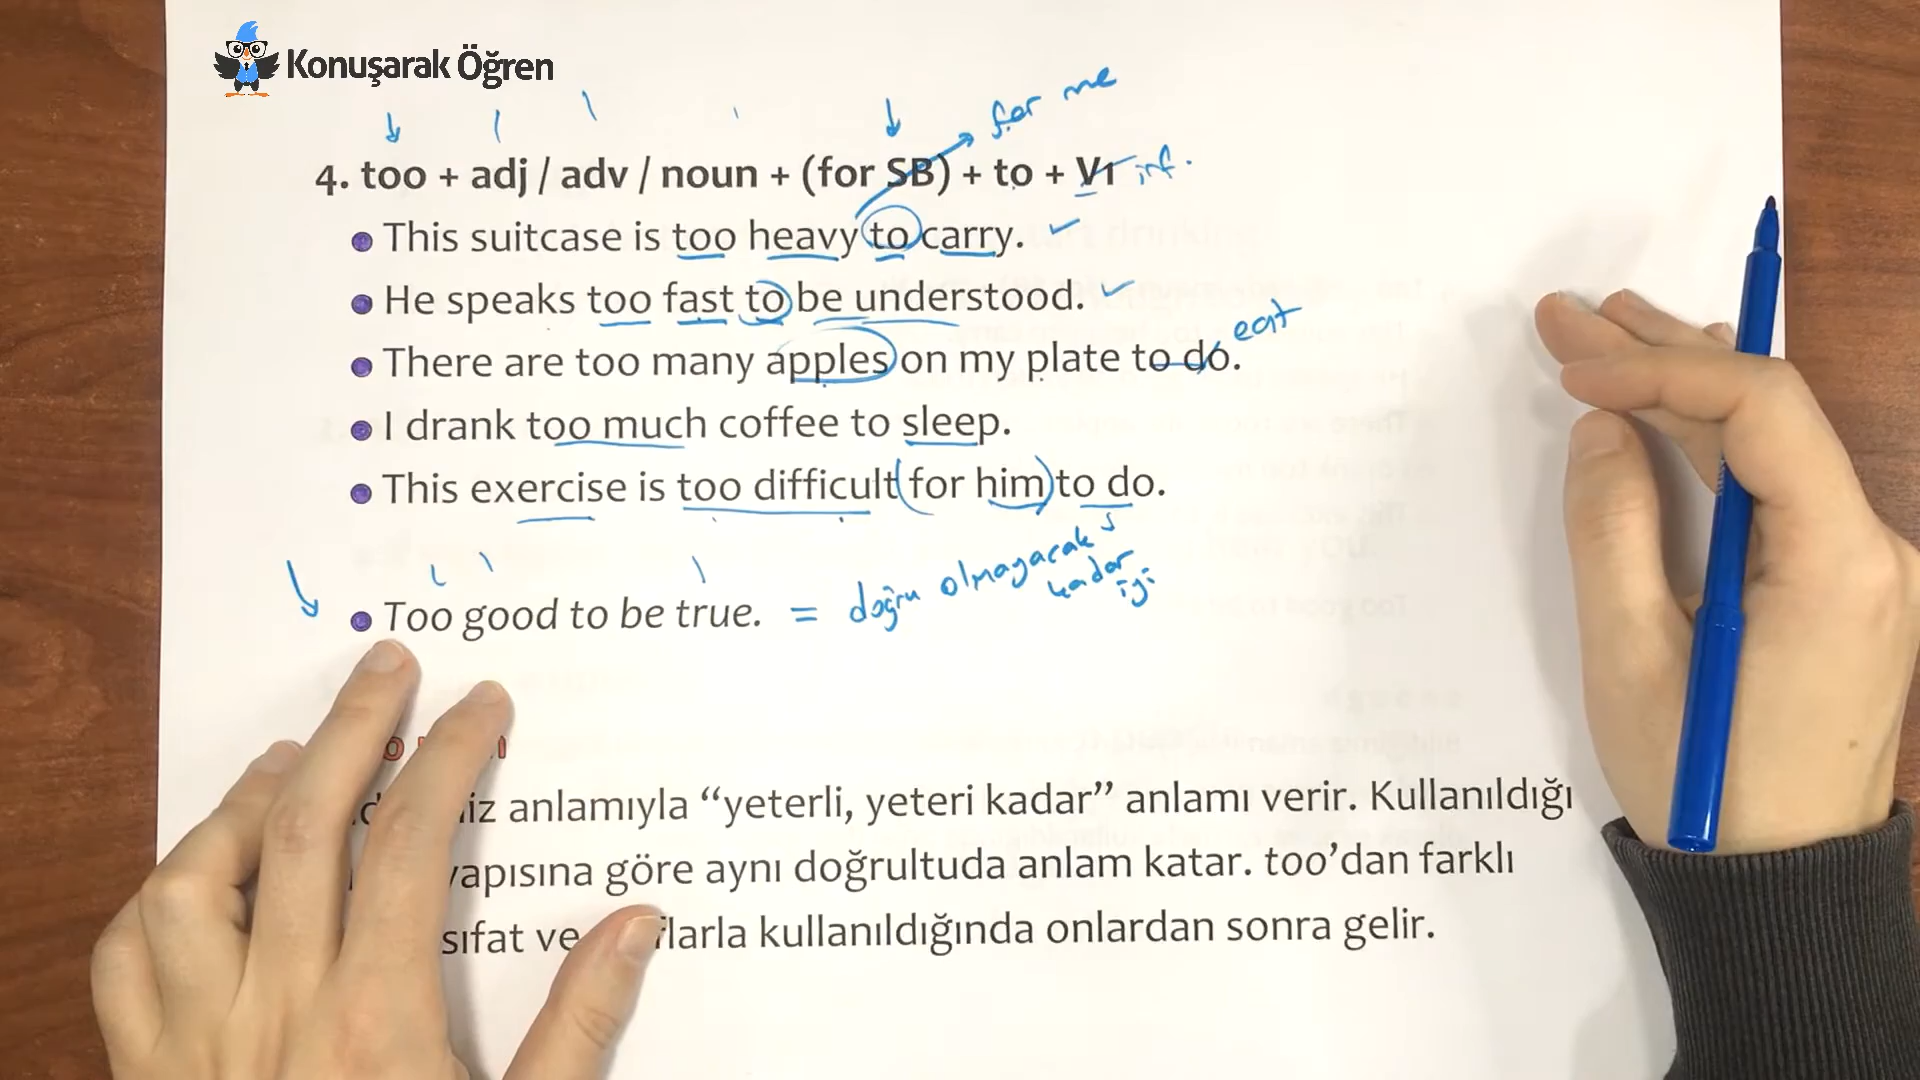 Konuşarak Öğren
for me
4. too + adj / adv / noun + (for SB) + to + V1 inf.
This suitcase is too heavy to carry.
He speaks too fast to be understood.
eat
There are too many apples on my plate to do.
I drank too much coffee to sleep.
This exercise is too difficult for him to do.
Too good to be true. = doğru olmayacak kadar iyi
anlamıyla “yeterli, yeteri kadar” anlamı verir. Kullanıldığı
yapısına göre aynı doğrultuda anlam katar. too’dan farklı
sıfat ve kullanıldığında onlardan sonra gelir.